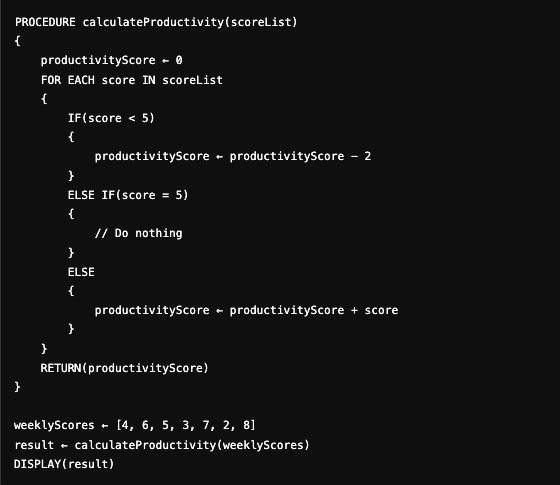 PROCEDURE calculateProductivity(scoreList)
{
    productivityScore ← 0
    FOR EACH score IN scoreList
    {
        IF(score < 5)
        {
            productivityScore ← productivityScore − 2
        }
        ELSE IF(score = 5)
        {
            // Do nothing
        }
        ELSE
        {
            productivityScore ← productivityScore + score
        }
    }
    RETURN(productivityScore)
}

weeklyScores ← [4, 6, 5, 3, 7, 2, 8]
result ← calculateProductivity(weeklyScores)
DISPLAY(result)